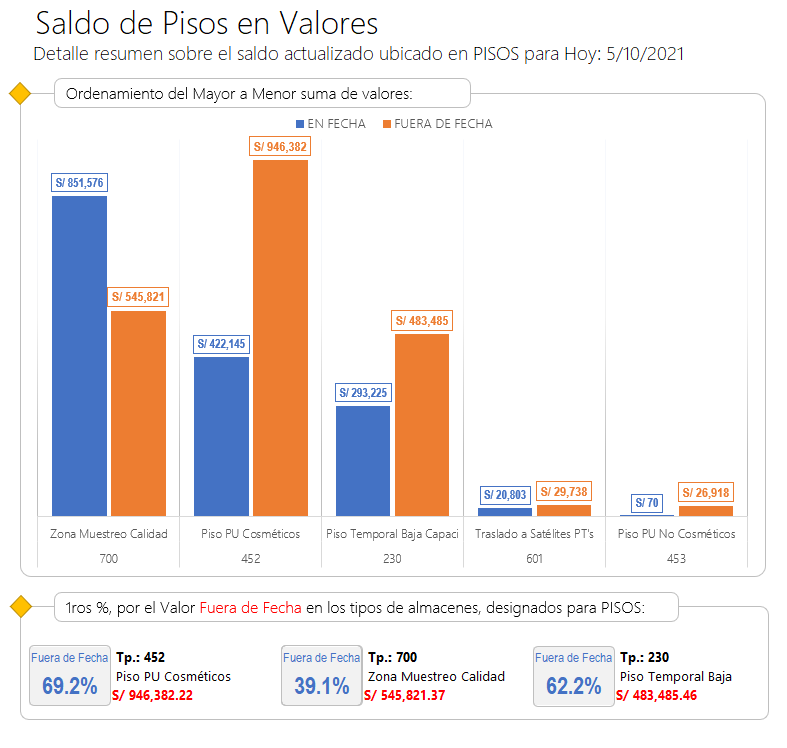 Saldo de Pisos en Valores
Detalle resumen sobre el saldo actualizado ubicado en PISOS para Hoy: 5/10/2021
Ordenamiento del Mayor a Menor suma de valores:
EN FECHA FUERA DE FECHA
S/ 946,382
S/ 851,576
S/ 545,821
S/ 483,485
S/ 422,145
S/ 293,225
S/ 20,803 S/ 29,738 S/ 70 S/ 26,918
Zona Muestreo Calidad Piso PU Cosméticos Piso Temporal Baja Capaci Traslado a Satélites PT's Piso PU No Cosméticos
700 452 230 601 453
1ros %, por el Valor Fuera de Fecha en los tipos de almacenes, designados para PISOS:
Fuera de Fecha
69.2%
Tp.: 452
Piso PU Cosméticos
S/ 946,382.22
Fuera de Fecha
39.1%
Tp.: 700
Zona Muestreo Calidad
S/ 545,821.37
Fuera de Fecha
62.2%
Tp.: 230
Piso Temporal Baja
S/ 483,485.46